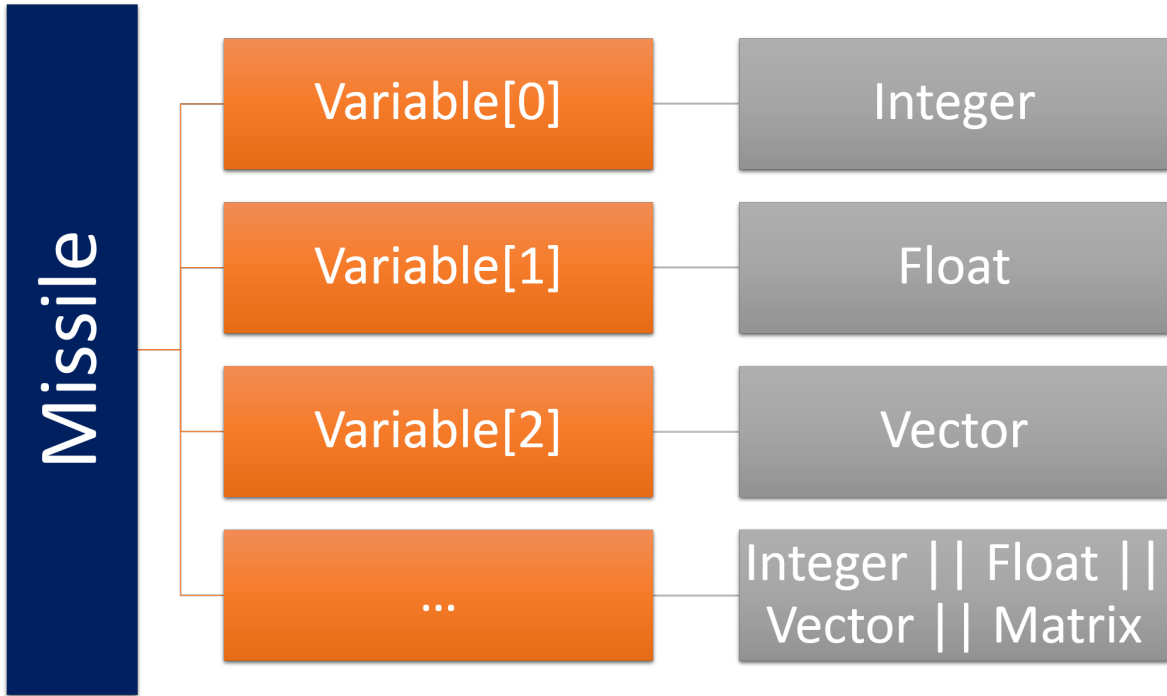 Missile
Variable[0]
Integer
Variable[1]
Float
Variable[2]
Vector
...
Integer || Float ||
Vector || Matrix